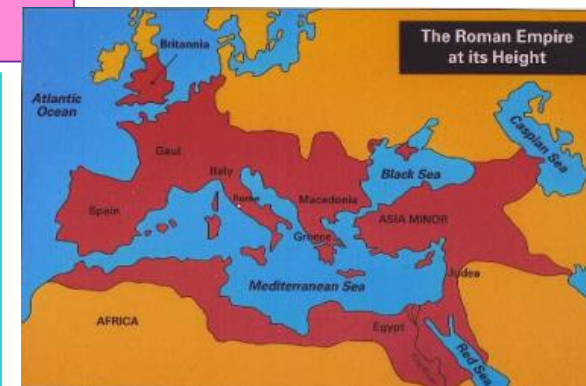 The Roman Empire
at its Height
Britannia
Atlantic
Ocean
Caspian Sea
Gaul
Italy
Black Sea
Rome
Macedonia
Spain
ASIA MINOR
Greece
Judea
Mediterranean Sea
AFRICA
Egypt
Red Sea